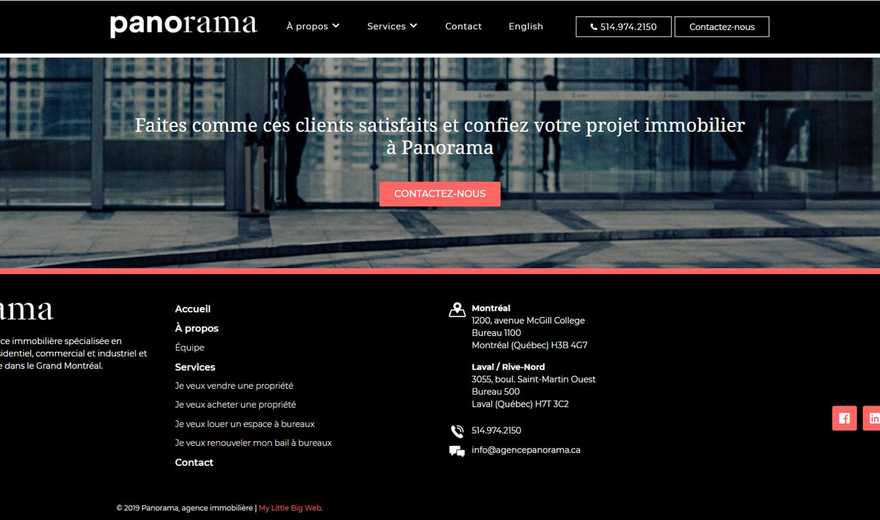 panorama
À propos
Services
Contact
English
514.974.2150
Contactez-nous
Faites comme ces clients satisfaits et confiez votre projet immobilier
à Panorama
CONTACTEZ-NOUS
ama
ce immobilière spécialisée en
sidentiel, commercial et industriel et
e dans le Grand Montréal.
Accueil
À propos
Équipe
Services
Je veux vendre une propriété
Je veux acheter une propriété
Je veux louer un espace à bureaux
Je veux renouveler mon bail à bureaux
Contact
Montréal
1200, avenue McGill College
Bureau 1100
Montréal (Québec) H3B 4G7
Laval / Rive-Nord
3055, boul. Saint-Martin Ouest
Bureau 500
Laval (Québec) H7T 3C2
514.974.2150
info@agencepanorama.ca
© 2019 Panorama, agence immobilière | My Little Big Web.